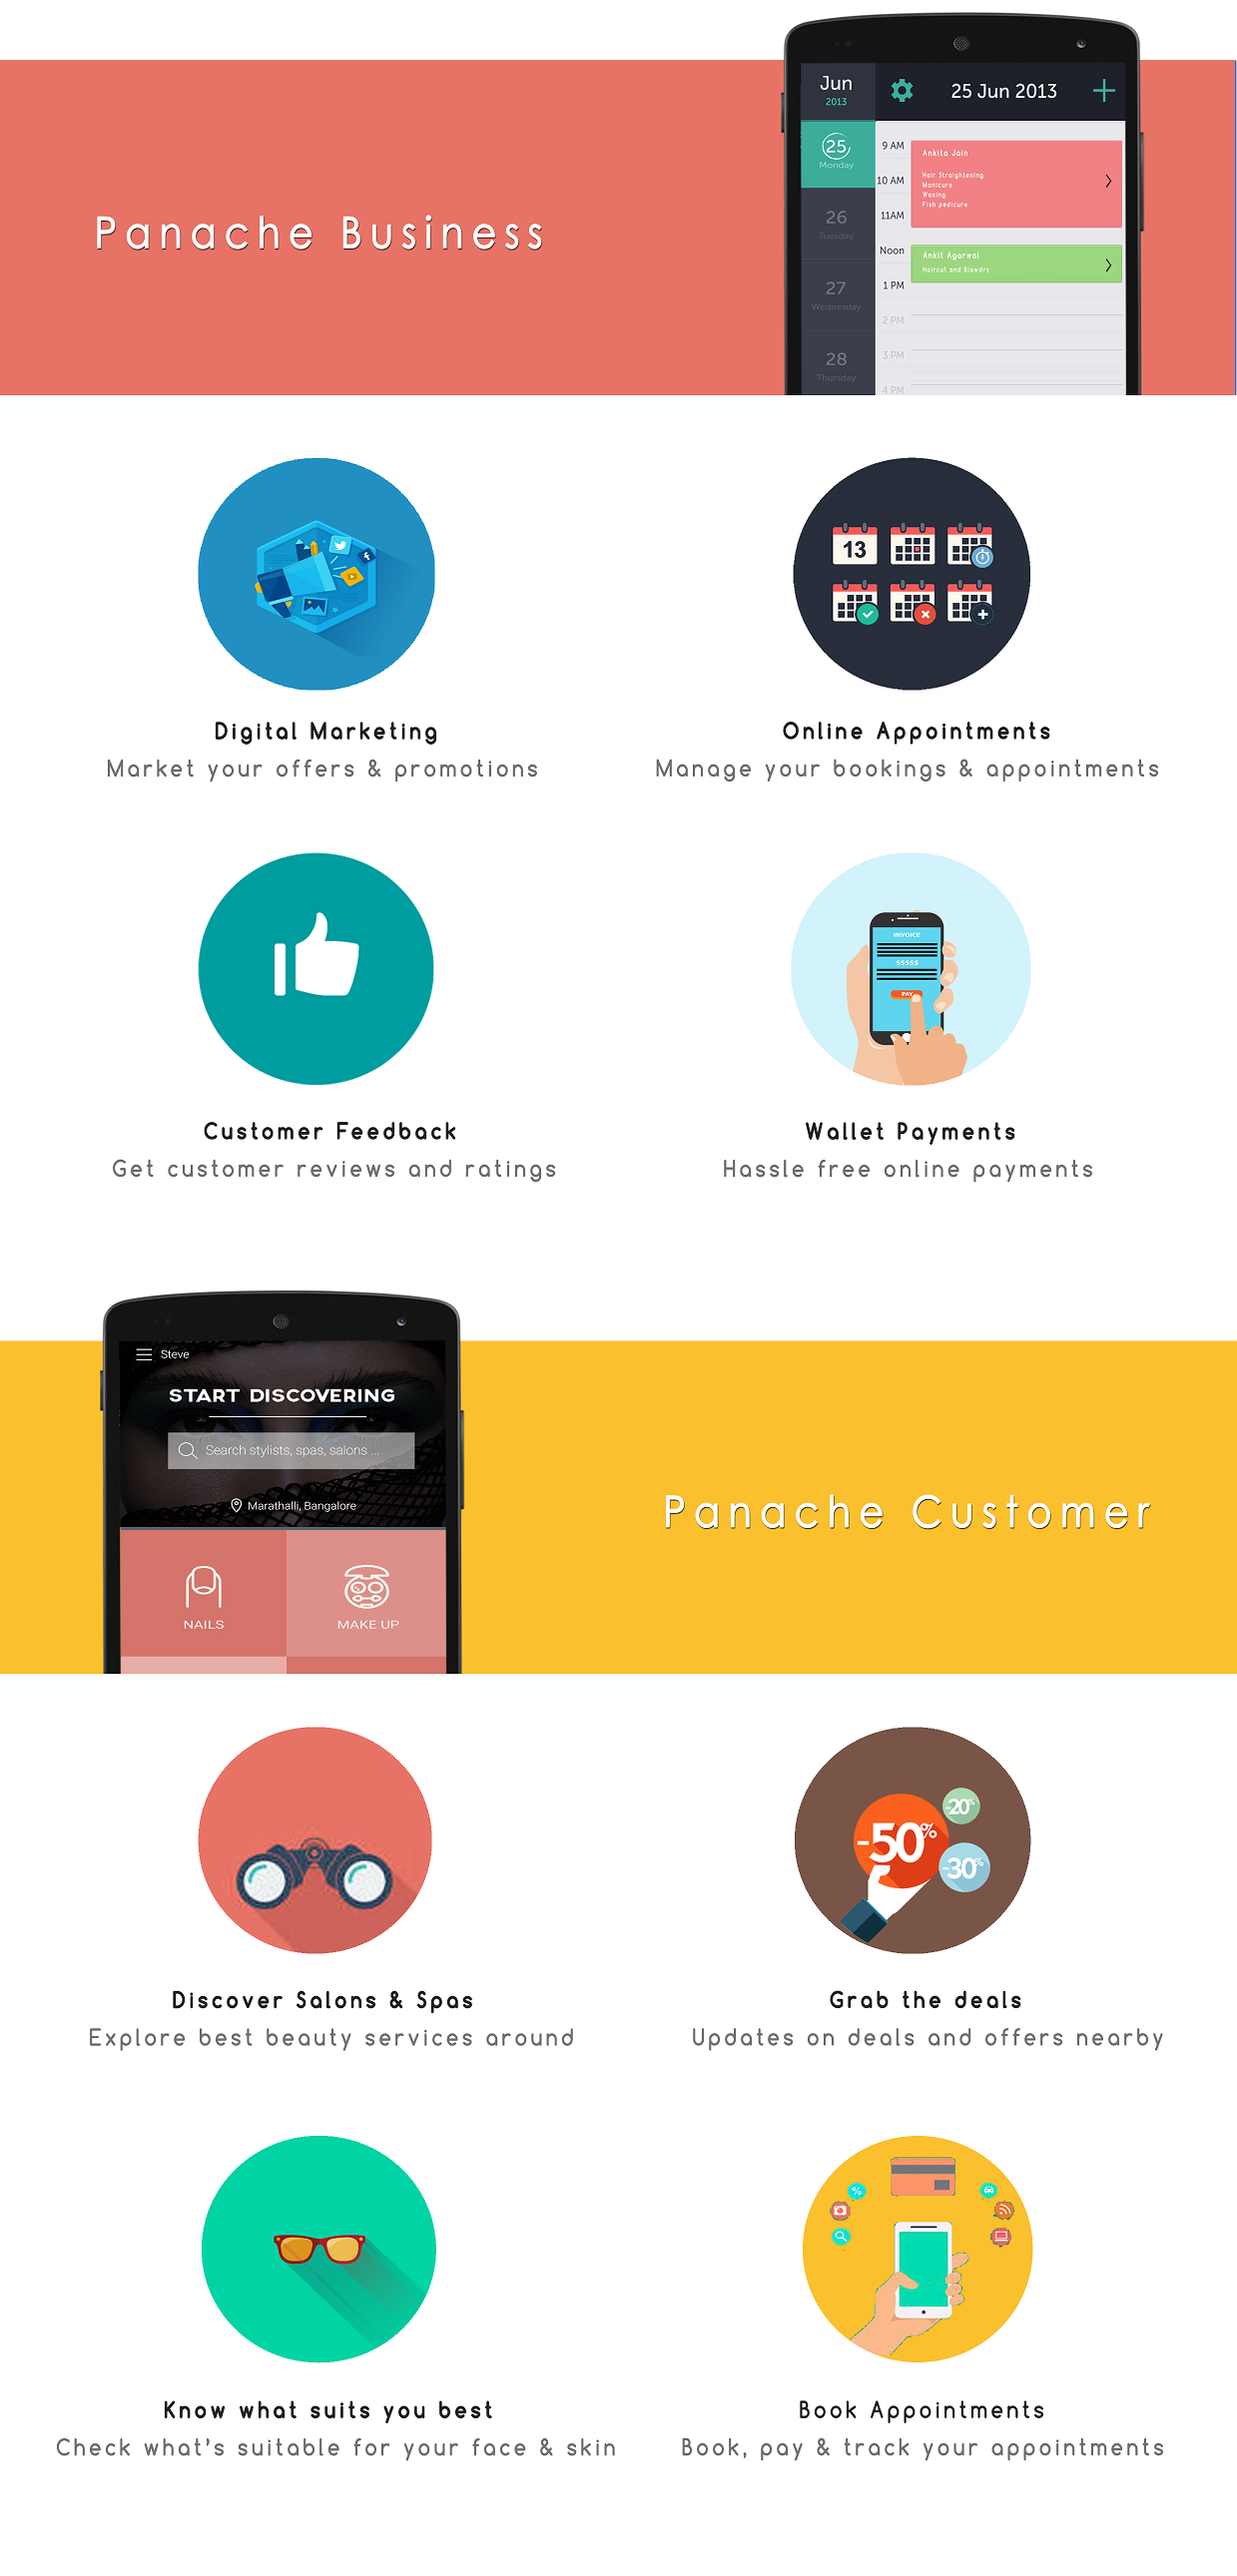 Jun
2013
25 Jun 2013
25
Monday
26
Tuesday
27
Wednesday
28
Thursday
9 AM
10 AM
11AM
Noon
1 PM
2 PM
3 PM
4 PM
Ankita Jain
Hair Straightening
Manicure
Waxing
Fish pedicure
Ankit Agarwal
Haircut and Blowdry
Panache Business
13
Digital Marketing
Market your offers & promotions
Online Appointments
Manage your bookings & appointments
INVOICE
$$$$$
PAY
Customer Feedback
Get customer reviews and ratings
Wallet Payments
Hassle free online payments
Steve
START DISCOVERING
Search stylists, spas, salons ...
Marathalli, Bangalore
NAILS
MAKE UP
Panache Customer
-50%
-20%
-30%
Discover Salons & Spas
Explore best beauty services around
Grab the deals
Updates on deals and offers nearby
%
Know what suits you best
Check what's suitable for your face & skin
Book Appointments
Book, pay & track your appointments